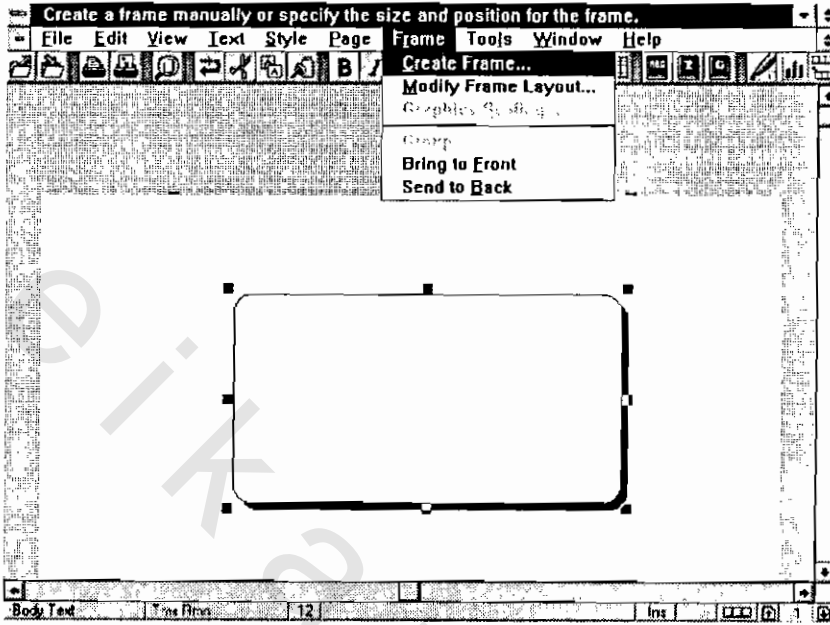 Create a frame manually or specify the size and position for the frame.
File Edit View Text Style Page Frame Tools Window Help
B I
Create Frame...
Modify Frame Layout...
Group
Bring to Front
Send to Back
Body Text 12 Ins 1
e i k a